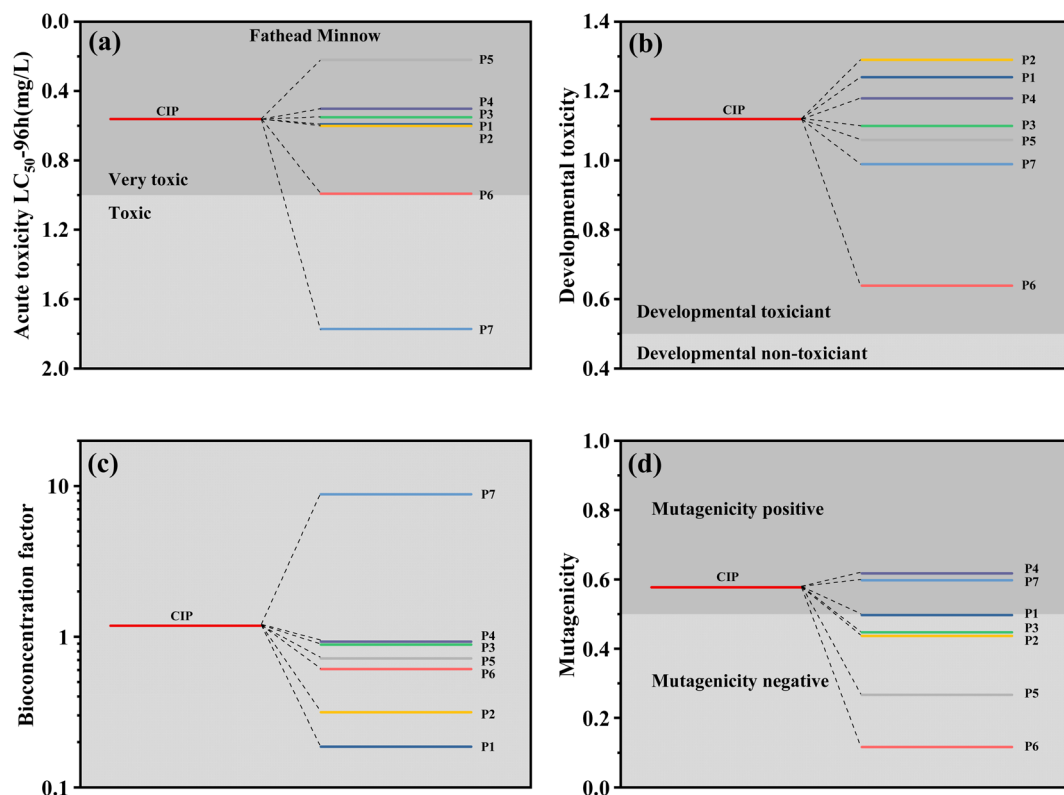 (a)
Fathead Minnow
Acute toxicity LC50-96h(mg/L)
0.0
0.4
0.8
1.2
1.6
2.0
CIP
Very toxic
Toxic
P5
P4
P3
P1
P2
P6
P7
(b)
Developmental toxicity
1.4
1.2
1.0
0.8
0.6
0.4
CIP
Developmental toxiciant
Developmental non-toxiciant
P2
P1
P4
P3
P5
P7
P6
(c)
Bioconcentration factor
10
1
0.1
CIP
P7
P4
P3
P5
P6
P2
P1
(d)
Mutagenicity
1.0
0.8
0.6
0.4
0.2
0.0
Mutagenicity positive
CIP
Mutagenicity negative
P4
P7
P1
P3
P2
P5
P6